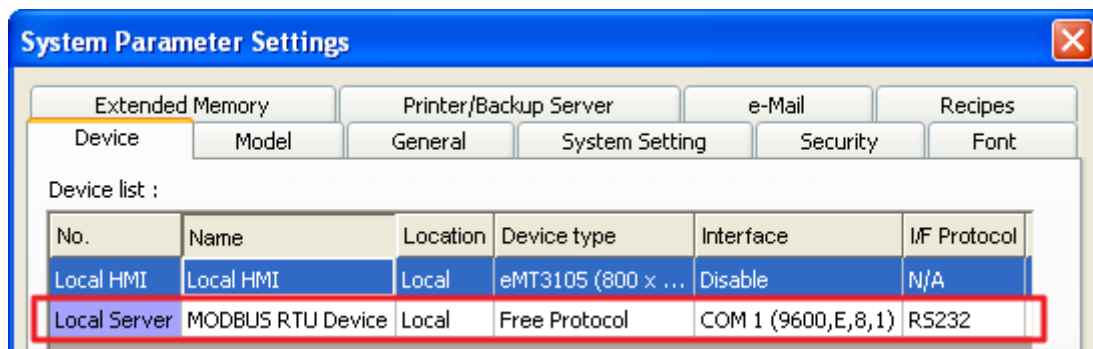 System Parameter Settings
Extended Memory Printer/Backup Server e-Mail Recipes
Device Model General System Setting Security Font
Device list :
No. Name Location Device type Interface I/F Protocol
Local HMI Local HMI Local eMT3105 (800 x ... Disable N/A
Local Server MODBUS RTU Device Local Free Protocol COM 1 (9600,E,8,1) RS232